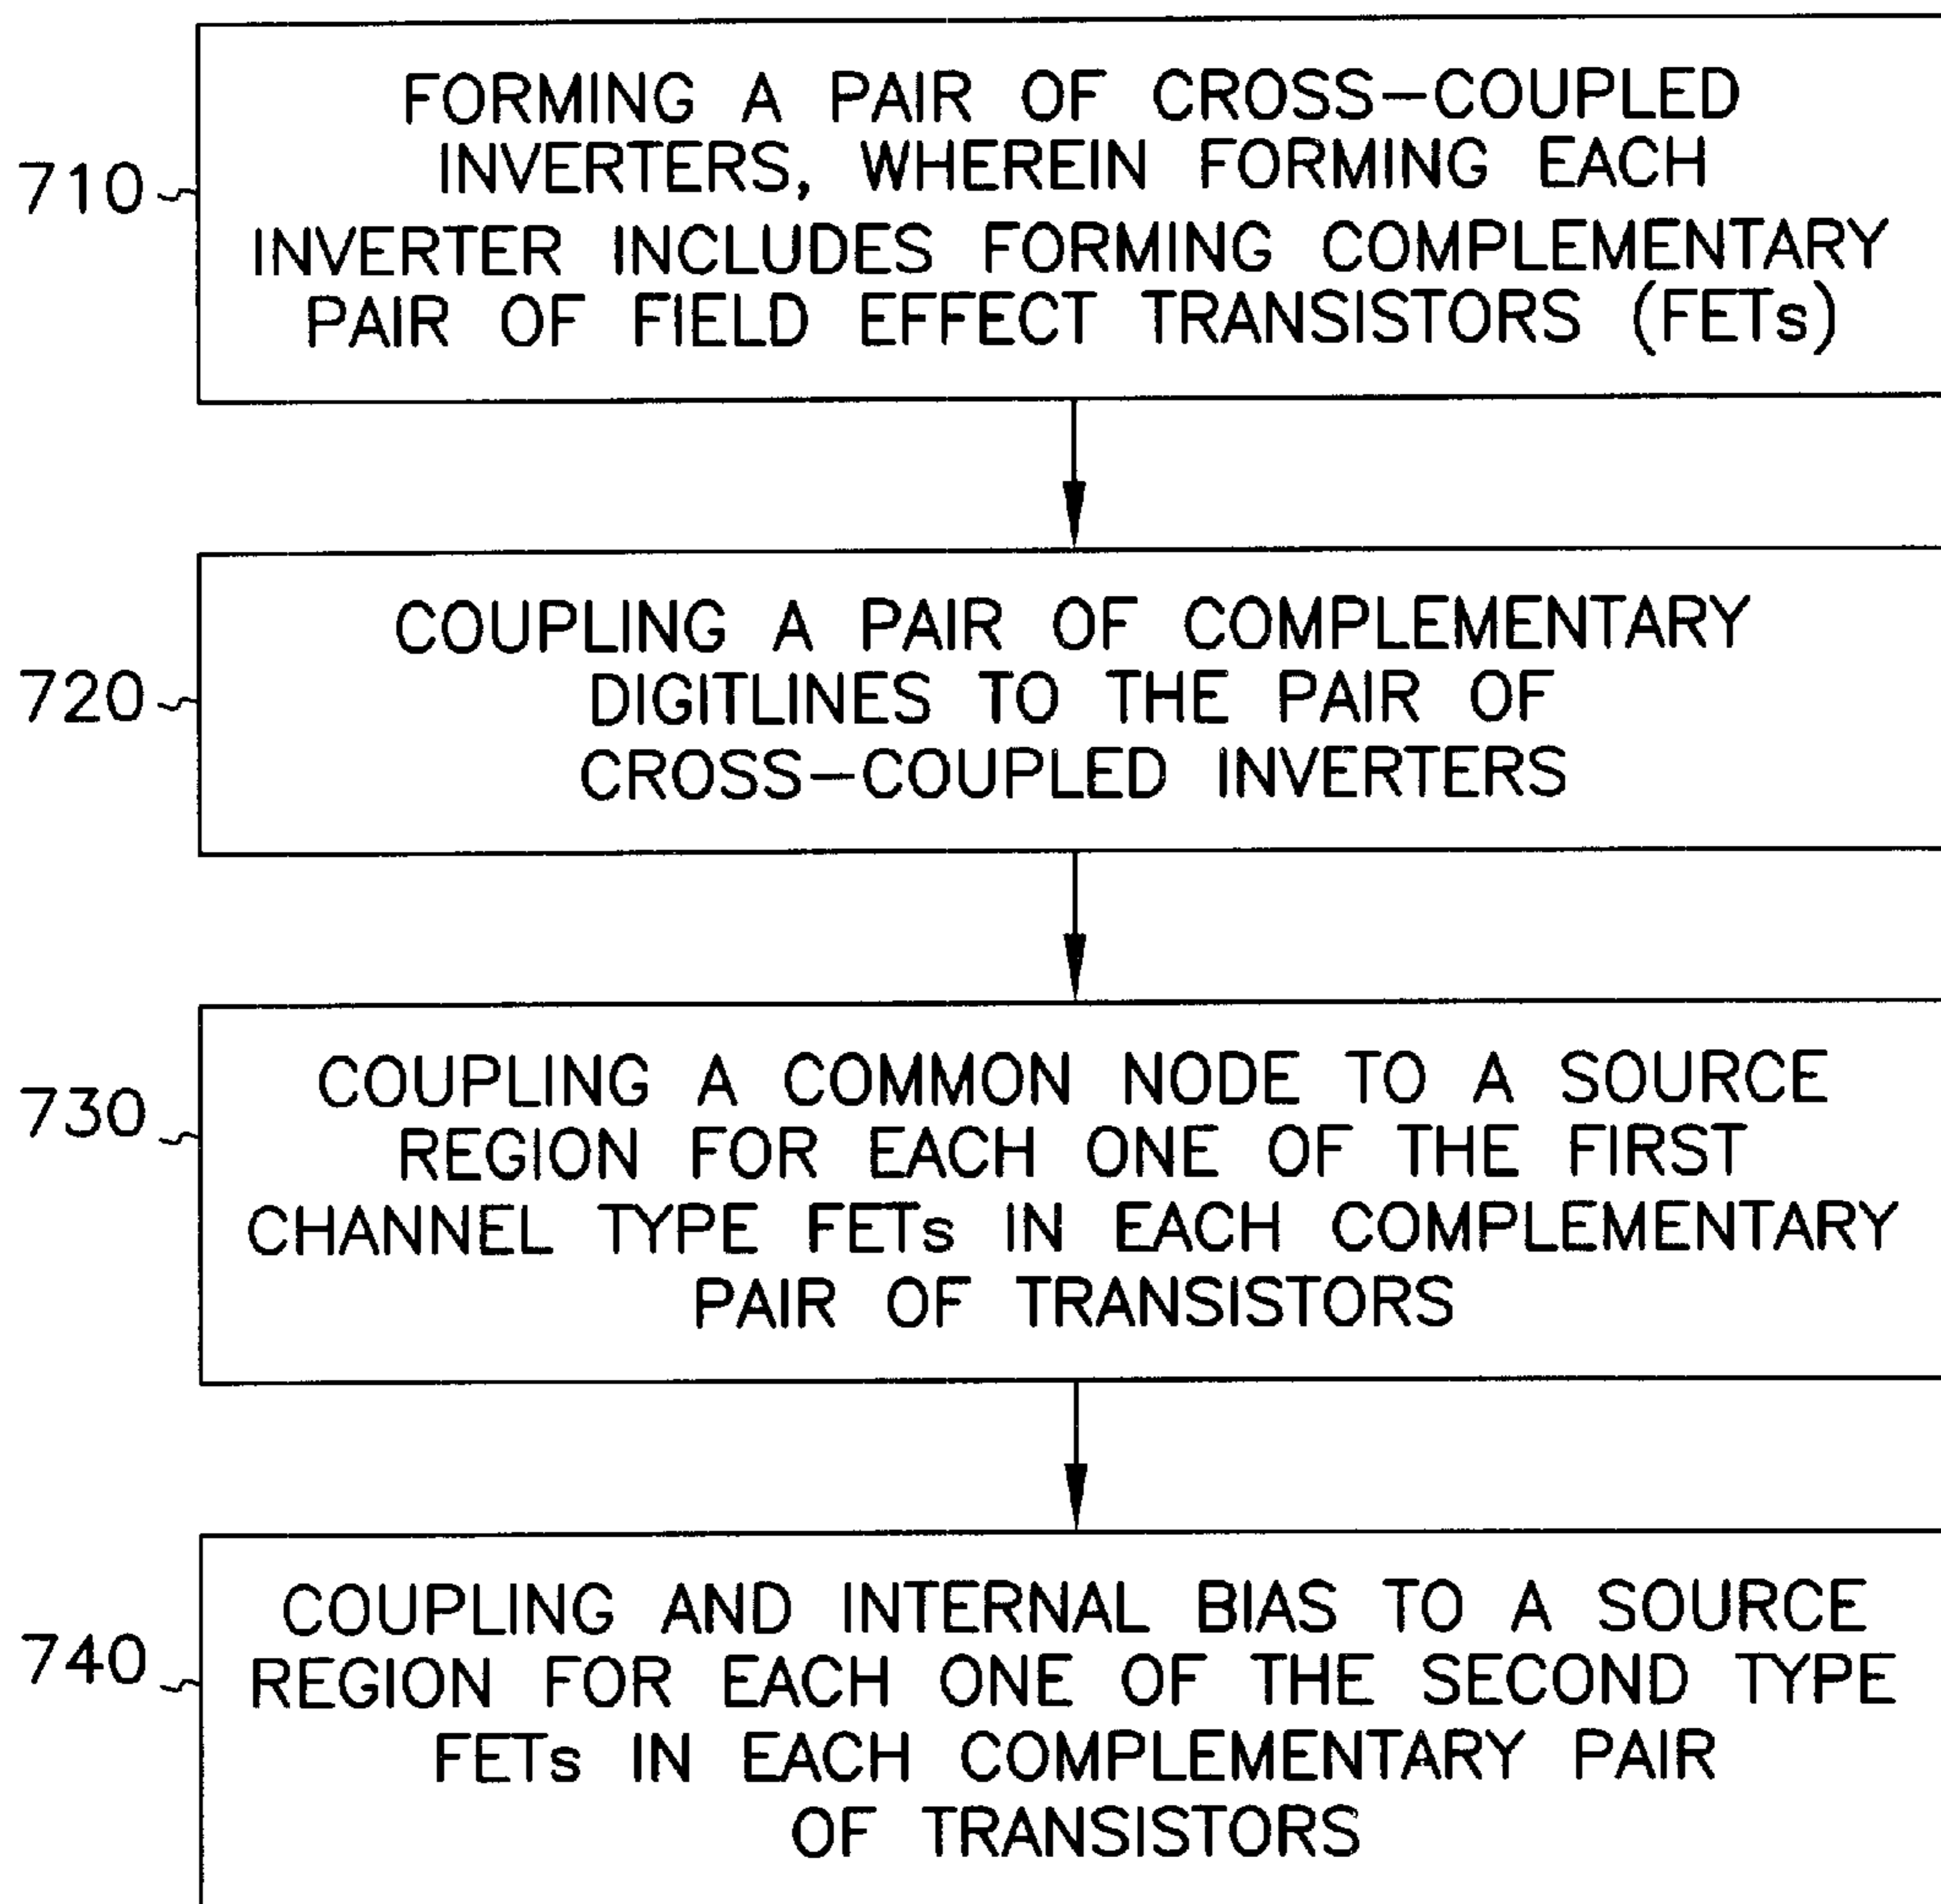 FORMING A PAIR OF CROSS-COUPLED
INVERTERS, WHEREIN FORMING EACH
710
INVERTER INCLUDES FORMING COMPLEMENTARY
PAIR OF FIELD EFFECT TRANSISTORS (FETs)
COUPLING A PAIR OF COMPLEMENTARY
720
DIGITLINES TO THE PAIR OF
CROSS-COUPLED INVERTERS
COUPLING A COMMON NODE TO A SOURCE
730
REGION FOR EACH ONE OF THE FIRST
CHANNEL TYPE FETs IN EACH COMPLEMENTARY
PAIR OF TRANSISTORS
COUPLING AND INTERNAL BIAS TO A SOURCE
740
REGION FOR EACH ONE OF THE SECOND TYPE
FETs IN EACH COMPLEMENTARY PAIR
OF TRANSISTORS